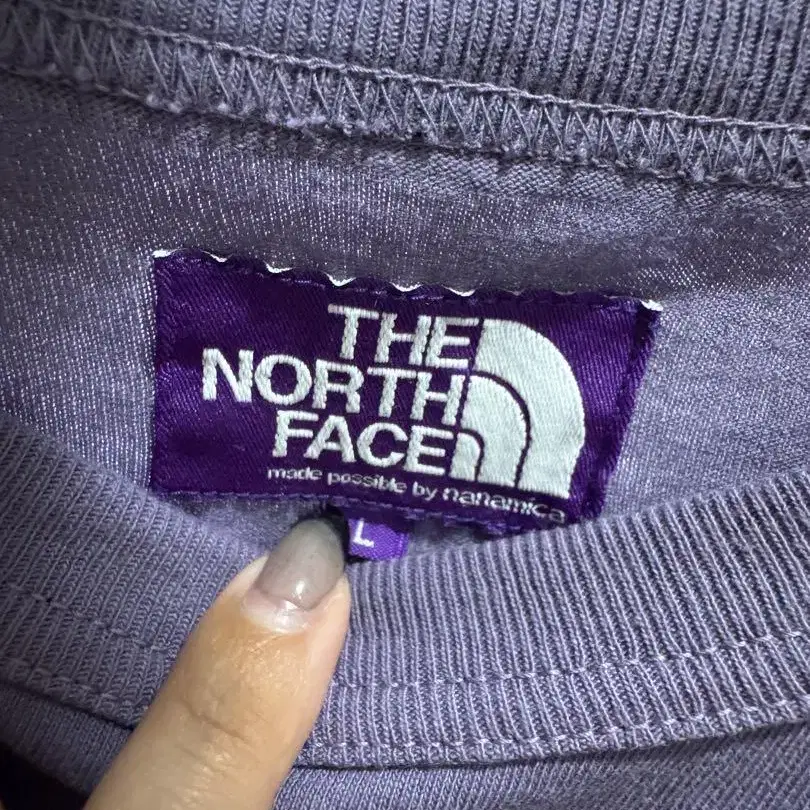 THE
NORTH
FACE
made possible by nanamica
L